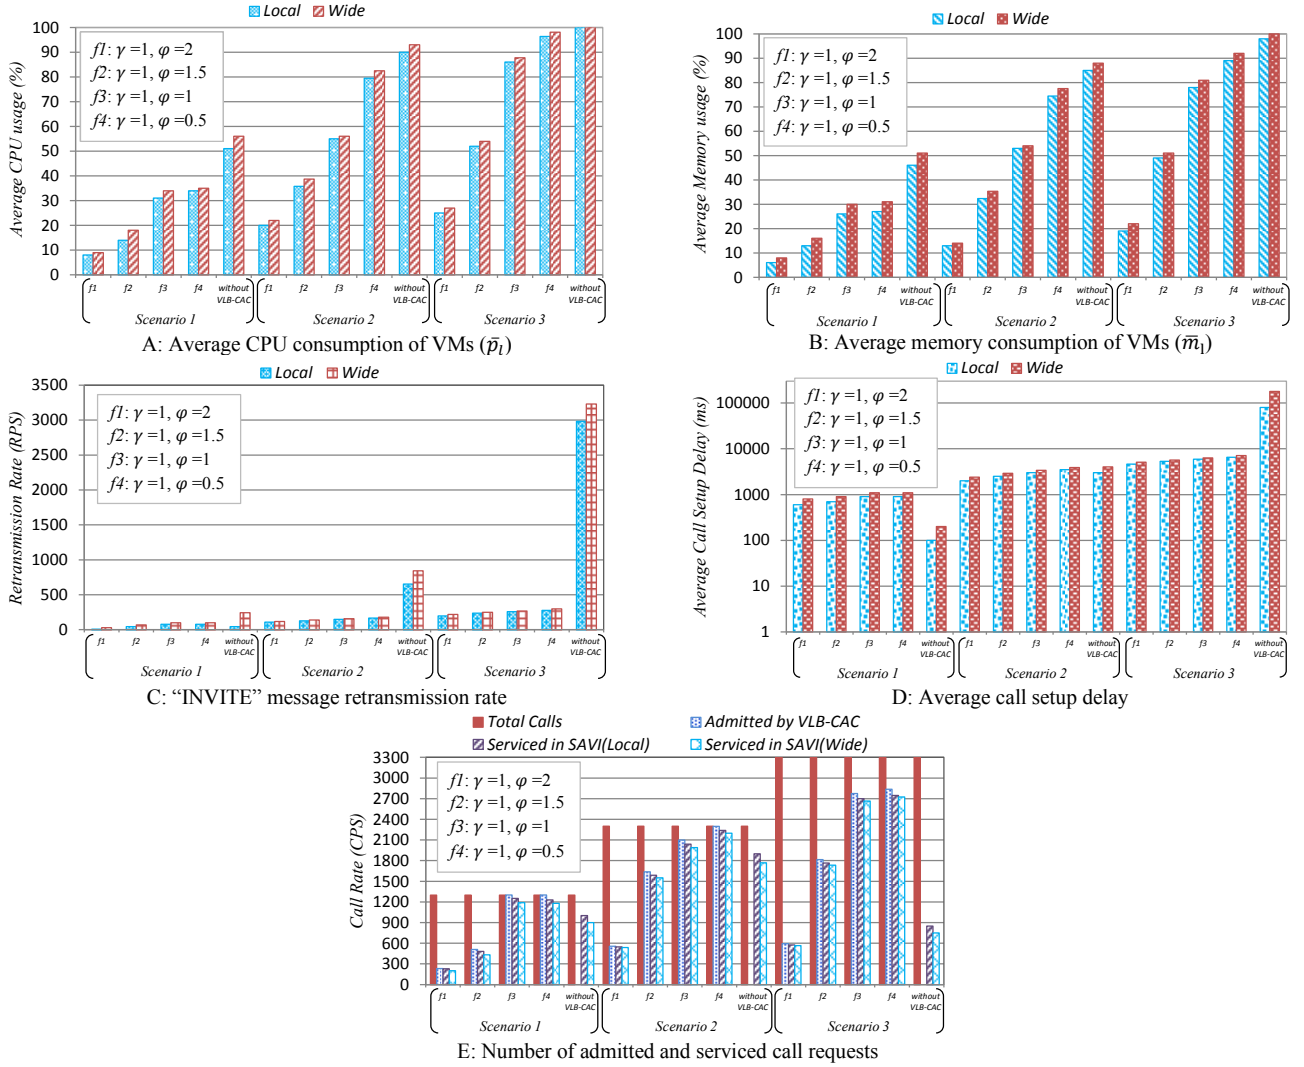 Local Wide
Average CPU usage (%)
100
90
80
70
60
50
40
30
20
10
0
f1: γ =1, φ =2
f2: γ =1, φ =1.5
f3: γ =1, φ =1
f4: γ =1, φ =0.5
f1 f2 f3 f4 without VLB-CAC f1 f2 f3 f4 without VLB-CAC f1 f2 f3 f4 without VLB-CAC
Scenario 1 Scenario 2 Scenario 3
A: Average CPU consumption of VMs (p̄l)
Local Wide
Average Memory usage (%)
100
90
80
70
60
50
40
30
20
10
0
f1: γ =1, φ =2
f2: γ =1, φ =1.5
f3: γ =1, φ =1
f4: γ =1, φ =0.5
f1 f2 f3 f4 without VLB-CAC f1 f2 f3 f4 without VLB-CAC f1 f2 f3 f4 without VLB-CAC
Scenario 1 Scenario 2 Scenario 3
B: Average memory consumption of VMs (m̄l)
Local Wide
Retransmission Rate (RPS)
3500
3000
2500
2000
1500
1000
500
0
f1: γ =1, φ =2
f2: γ =1, φ =1.5
f3: γ =1, φ =1
f4: γ =1, φ =0.5
f1 f2 f3 f4 without VLB-CAC f1 f2 f3 f4 without VLB-CAC f1 f2 f3 f4 without VLB-CAC
Scenario 1 Scenario 2 Scenario 3
C: “INVITE” message retransmission rate
Local Wide
Average Call Setup Delay (ms)
100000
10000
1000
100
10
1
f1: γ =1, φ =2
f2: γ =1, φ =1.5
f3: γ =1, φ =1
f4: γ =1, φ =0.5
f1 f2 f3 f4 without VLB-CAC f1 f2 f3 f4 without VLB-CAC f1 f2 f3 f4 without VLB-CAC
Scenario 1 Scenario 2 Scenario 3
D: Average call setup delay
Total Calls Admitted by VLB-CAC
Serviced in SAVI(Local) Serviced in SAVI(Wide)
Call Rate (CPS)
3300
3000
2700
2400
2100
1800
1500
1200
900
600
300
0
f1: γ =1, φ =2
f2: γ =1, φ =1.5
f3: γ =1, φ =1
f4: γ =1, φ =0.5
f1 f2 f3 f4 without VLB-CAC f1 f2 f3 f4 without VLB-CAC f1 f2 f3 f4 without VLB-CAC
Scenario 1 Scenario 2 Scenario 3
E: Number of admitted and serviced call requests